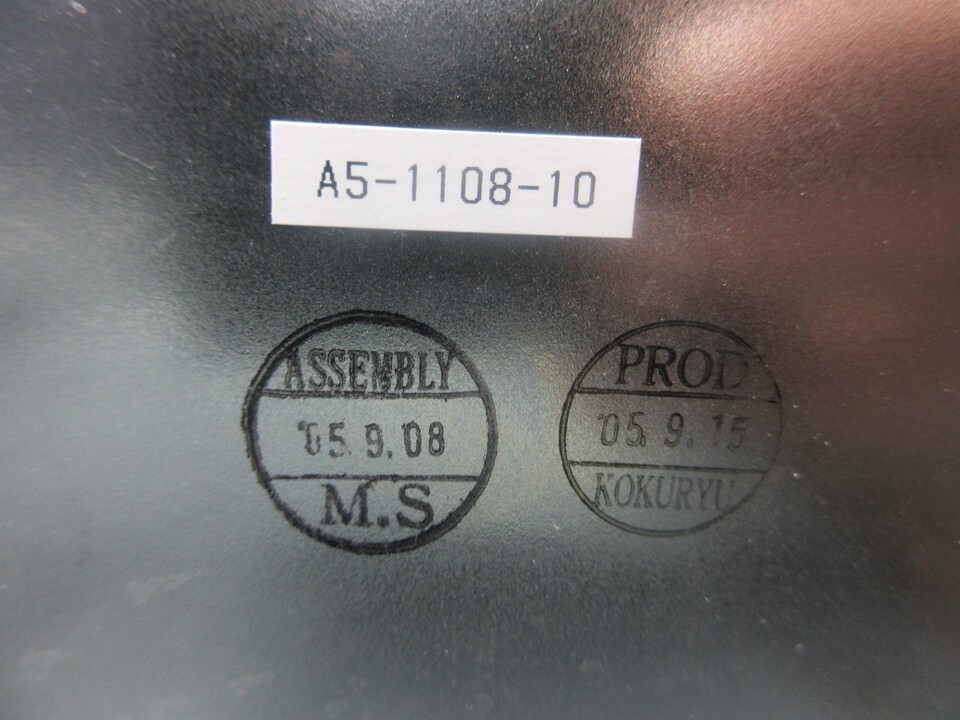 A5-1108-10
ASSEMBLY
'05.9.08
M.S
PROD
'05.9.15
KOKURYU